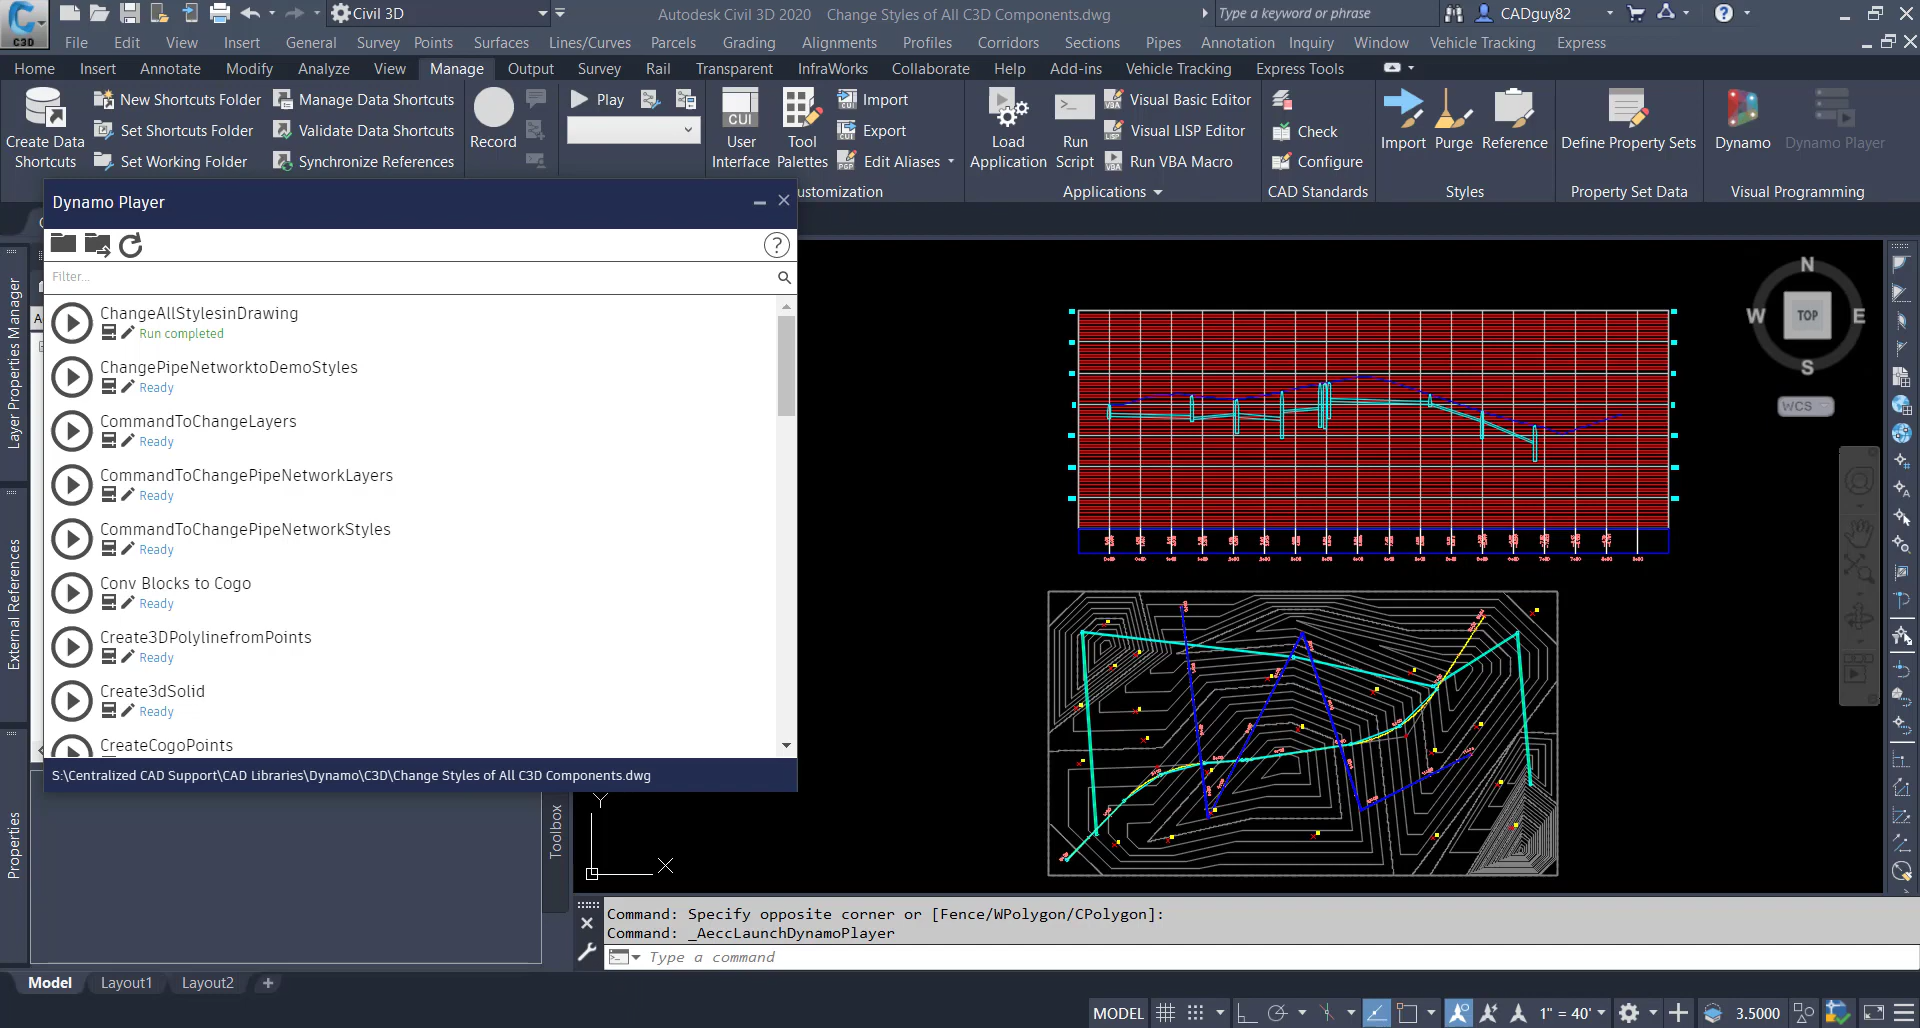 C3D
Civil 3D
Autodesk Civil 3D 2020 Change Styles of All C3D Components.dwg
Type a keyword or phrase
CADguy82
File Edit View Insert General Survey Points Surfaces Lines/Curves Parcels Grading Alignments Profiles Corridors Sections Pipes Annotation Inquiry Window Vehicle Tracking Express
Home Insert Annotate Modify Analyze View Manage Output Survey Rail Transparent InfraWorks Collaborate Help Add-ins Vehicle Tracking Express Tools
Create Data
Shortcuts
New Shortcuts Folder
Set Shortcuts Folder
Set Working Folder
Manage Data Shortcuts
Validate Data Shortcuts
Synchronize References
Record
Play
CUI
User
Interface
Tool
Palettes
CUI Import
CUI Export
PGP Edit Aliases
ustomization
Load
Application
Run
Script
VBA Visual Basic Editor
LISP Visual LISP Editor
VBA Run VBA Macro
Applications
Check
Configure
CAD Standards
Import
Purge
Reference
Styles
Define Property Sets
Property Set Data
Dynamo
Dynamo Player
Visual Programming
Dynamo Player
?
Filter...
ChangeAllStylesinDrawing
Run completed
ChangePipeNetworktoDemoStyles
Ready
CommandToChangeLayers
Ready
CommandToChangePipeNetworkLayers
Ready
CommandToChangePipeNetworkStyles
Ready
Conv Blocks to Cogo
Ready
Create3DPolylinefromPoints
Ready
Create3dSolid
Ready
CreateCogoPoints
S:\Centralized CAD Support\CAD Libraries\Dynamo\C3D\Change Styles of All C3D Components.dwg
Layer Properties Manager
External References
Properties
Toolbox
N
W TOP E
S
WCS
Y
X
Command: Specify opposite corner or [Fence/WPolygon/CPolygon]:
Command: _AeccLaunchDynamoPlayer
Type a command
Model Layout1 Layout2 +
MODEL
1" = 40'
3.5000